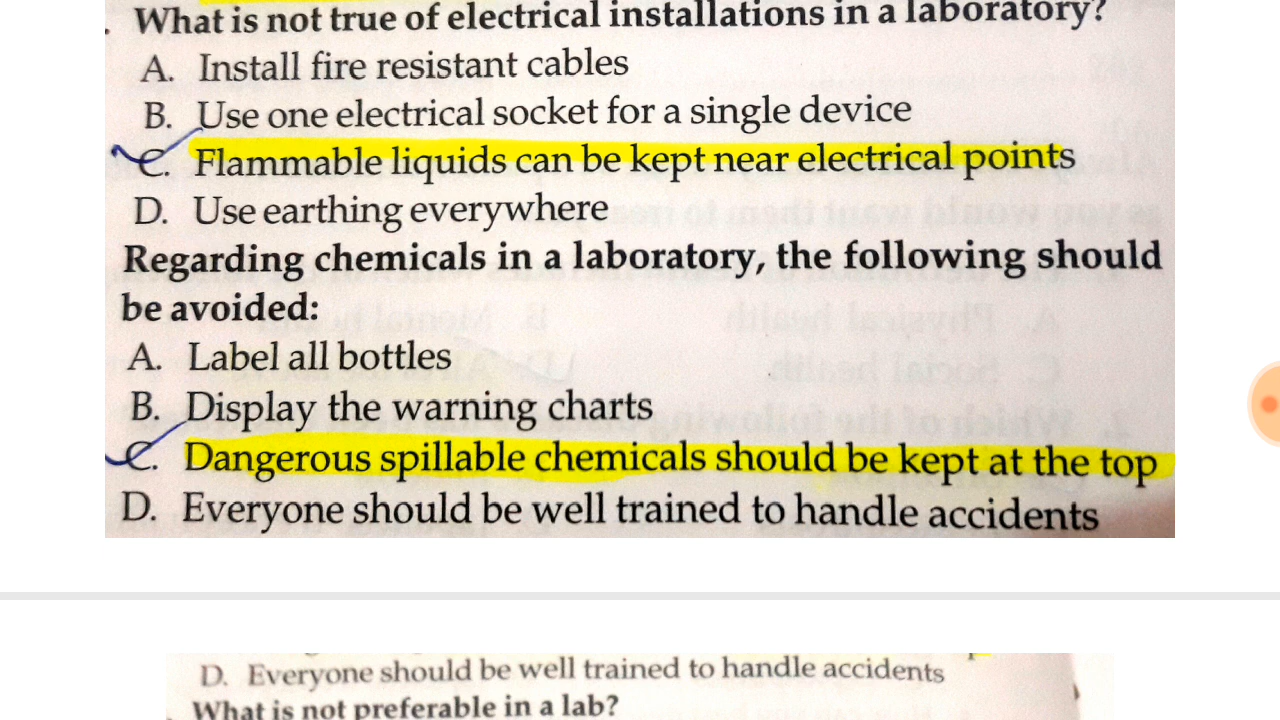 What is not true of electrical installations in a laboratory?
A. Install fire resistant cables
B. Use one electrical socket for a single device
C. Flammable liquids can be kept near electrical points
D. Use earthing everywhere
Regarding chemicals in a laboratory, the following should
be avoided:
A. Label all bottles
B. Display the warning charts
C. Dangerous spillable chemicals should be kept at the top
D. Everyone should be well trained to handle accidents
D. Everyone should be well trained to handle accidents
What is not preferable in a lab?